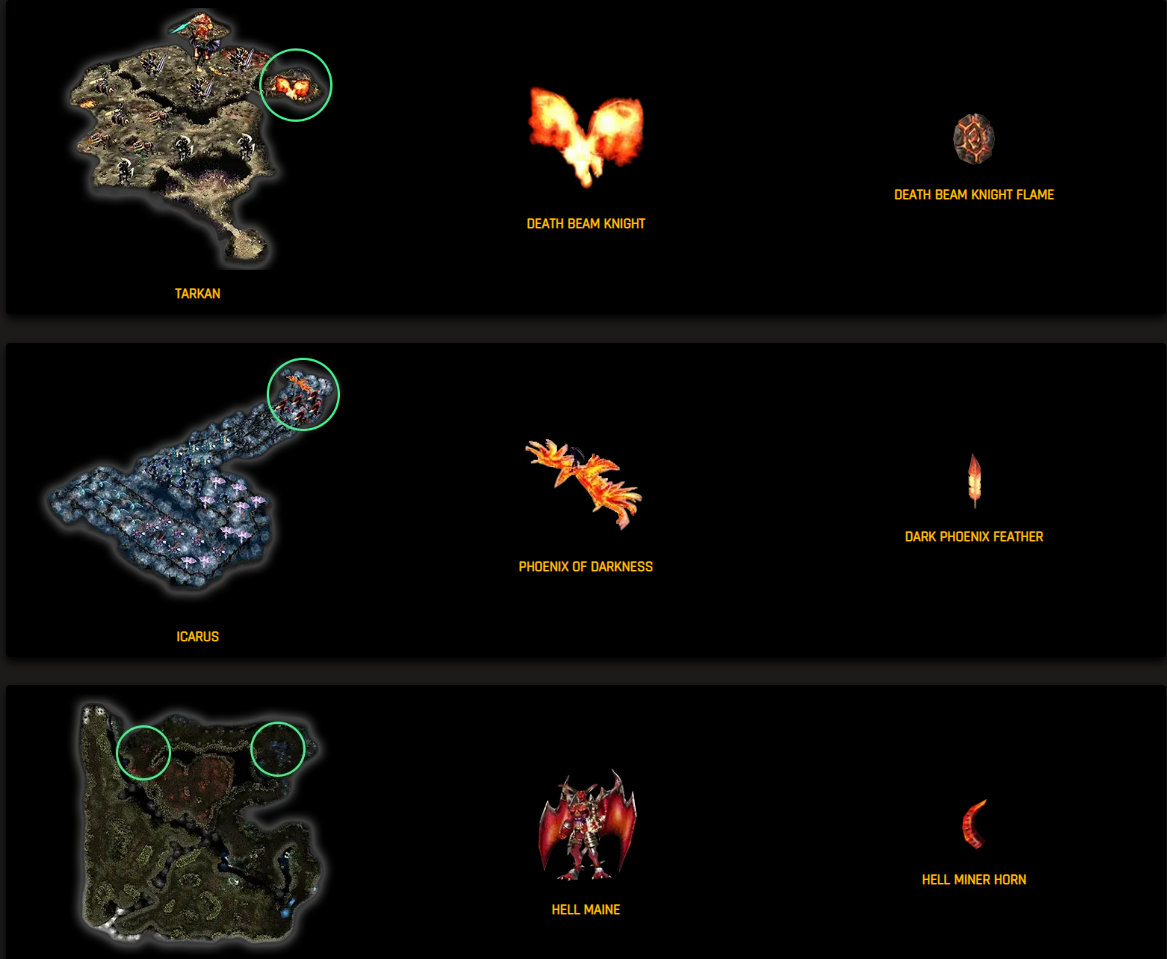 DEATH BEAM KNIGHT FLAME
DEATH BEAM KNIGHT
TARKAN
DARK PHOENIX FEATHER
PHOENIX OF DARKNESS
ICARUS
HELL MINER HORN
HELL MAINE